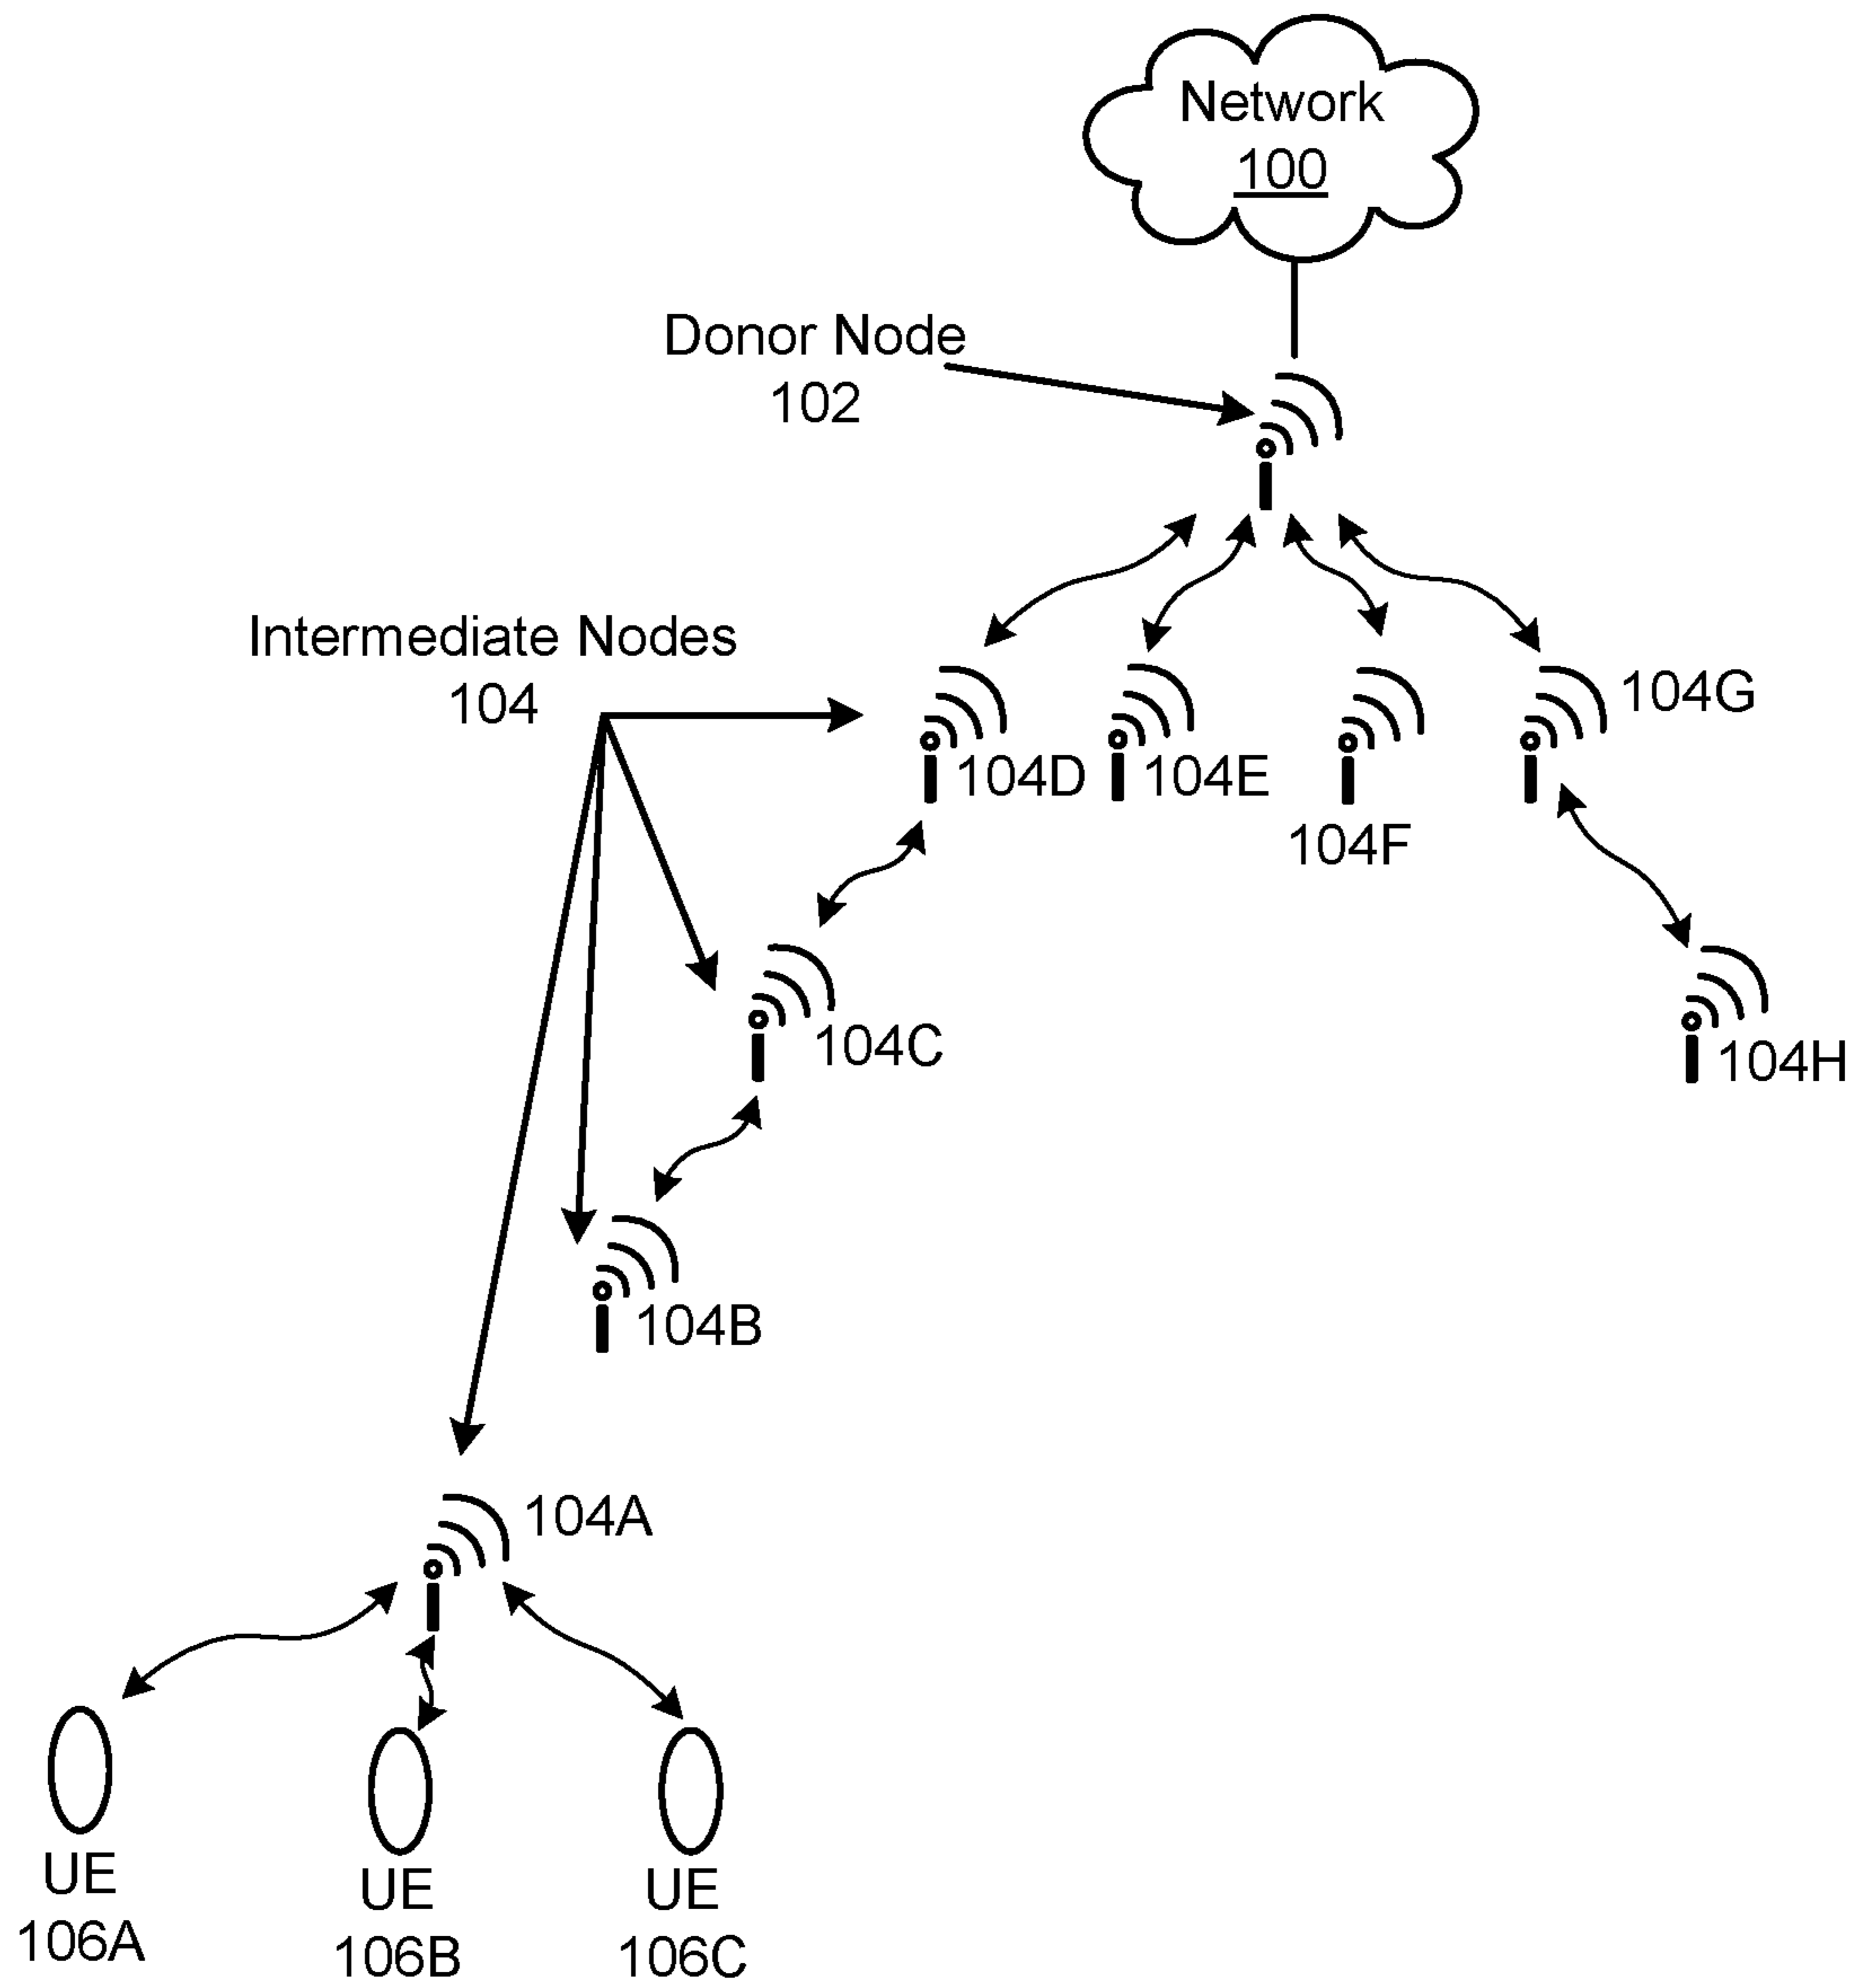 Network
100
Donor Node
102
Intermediate Nodes
104
104G
104D
104E
104F
104C
104H
104B
104A
UE
106A
UE
106B
UE
106C